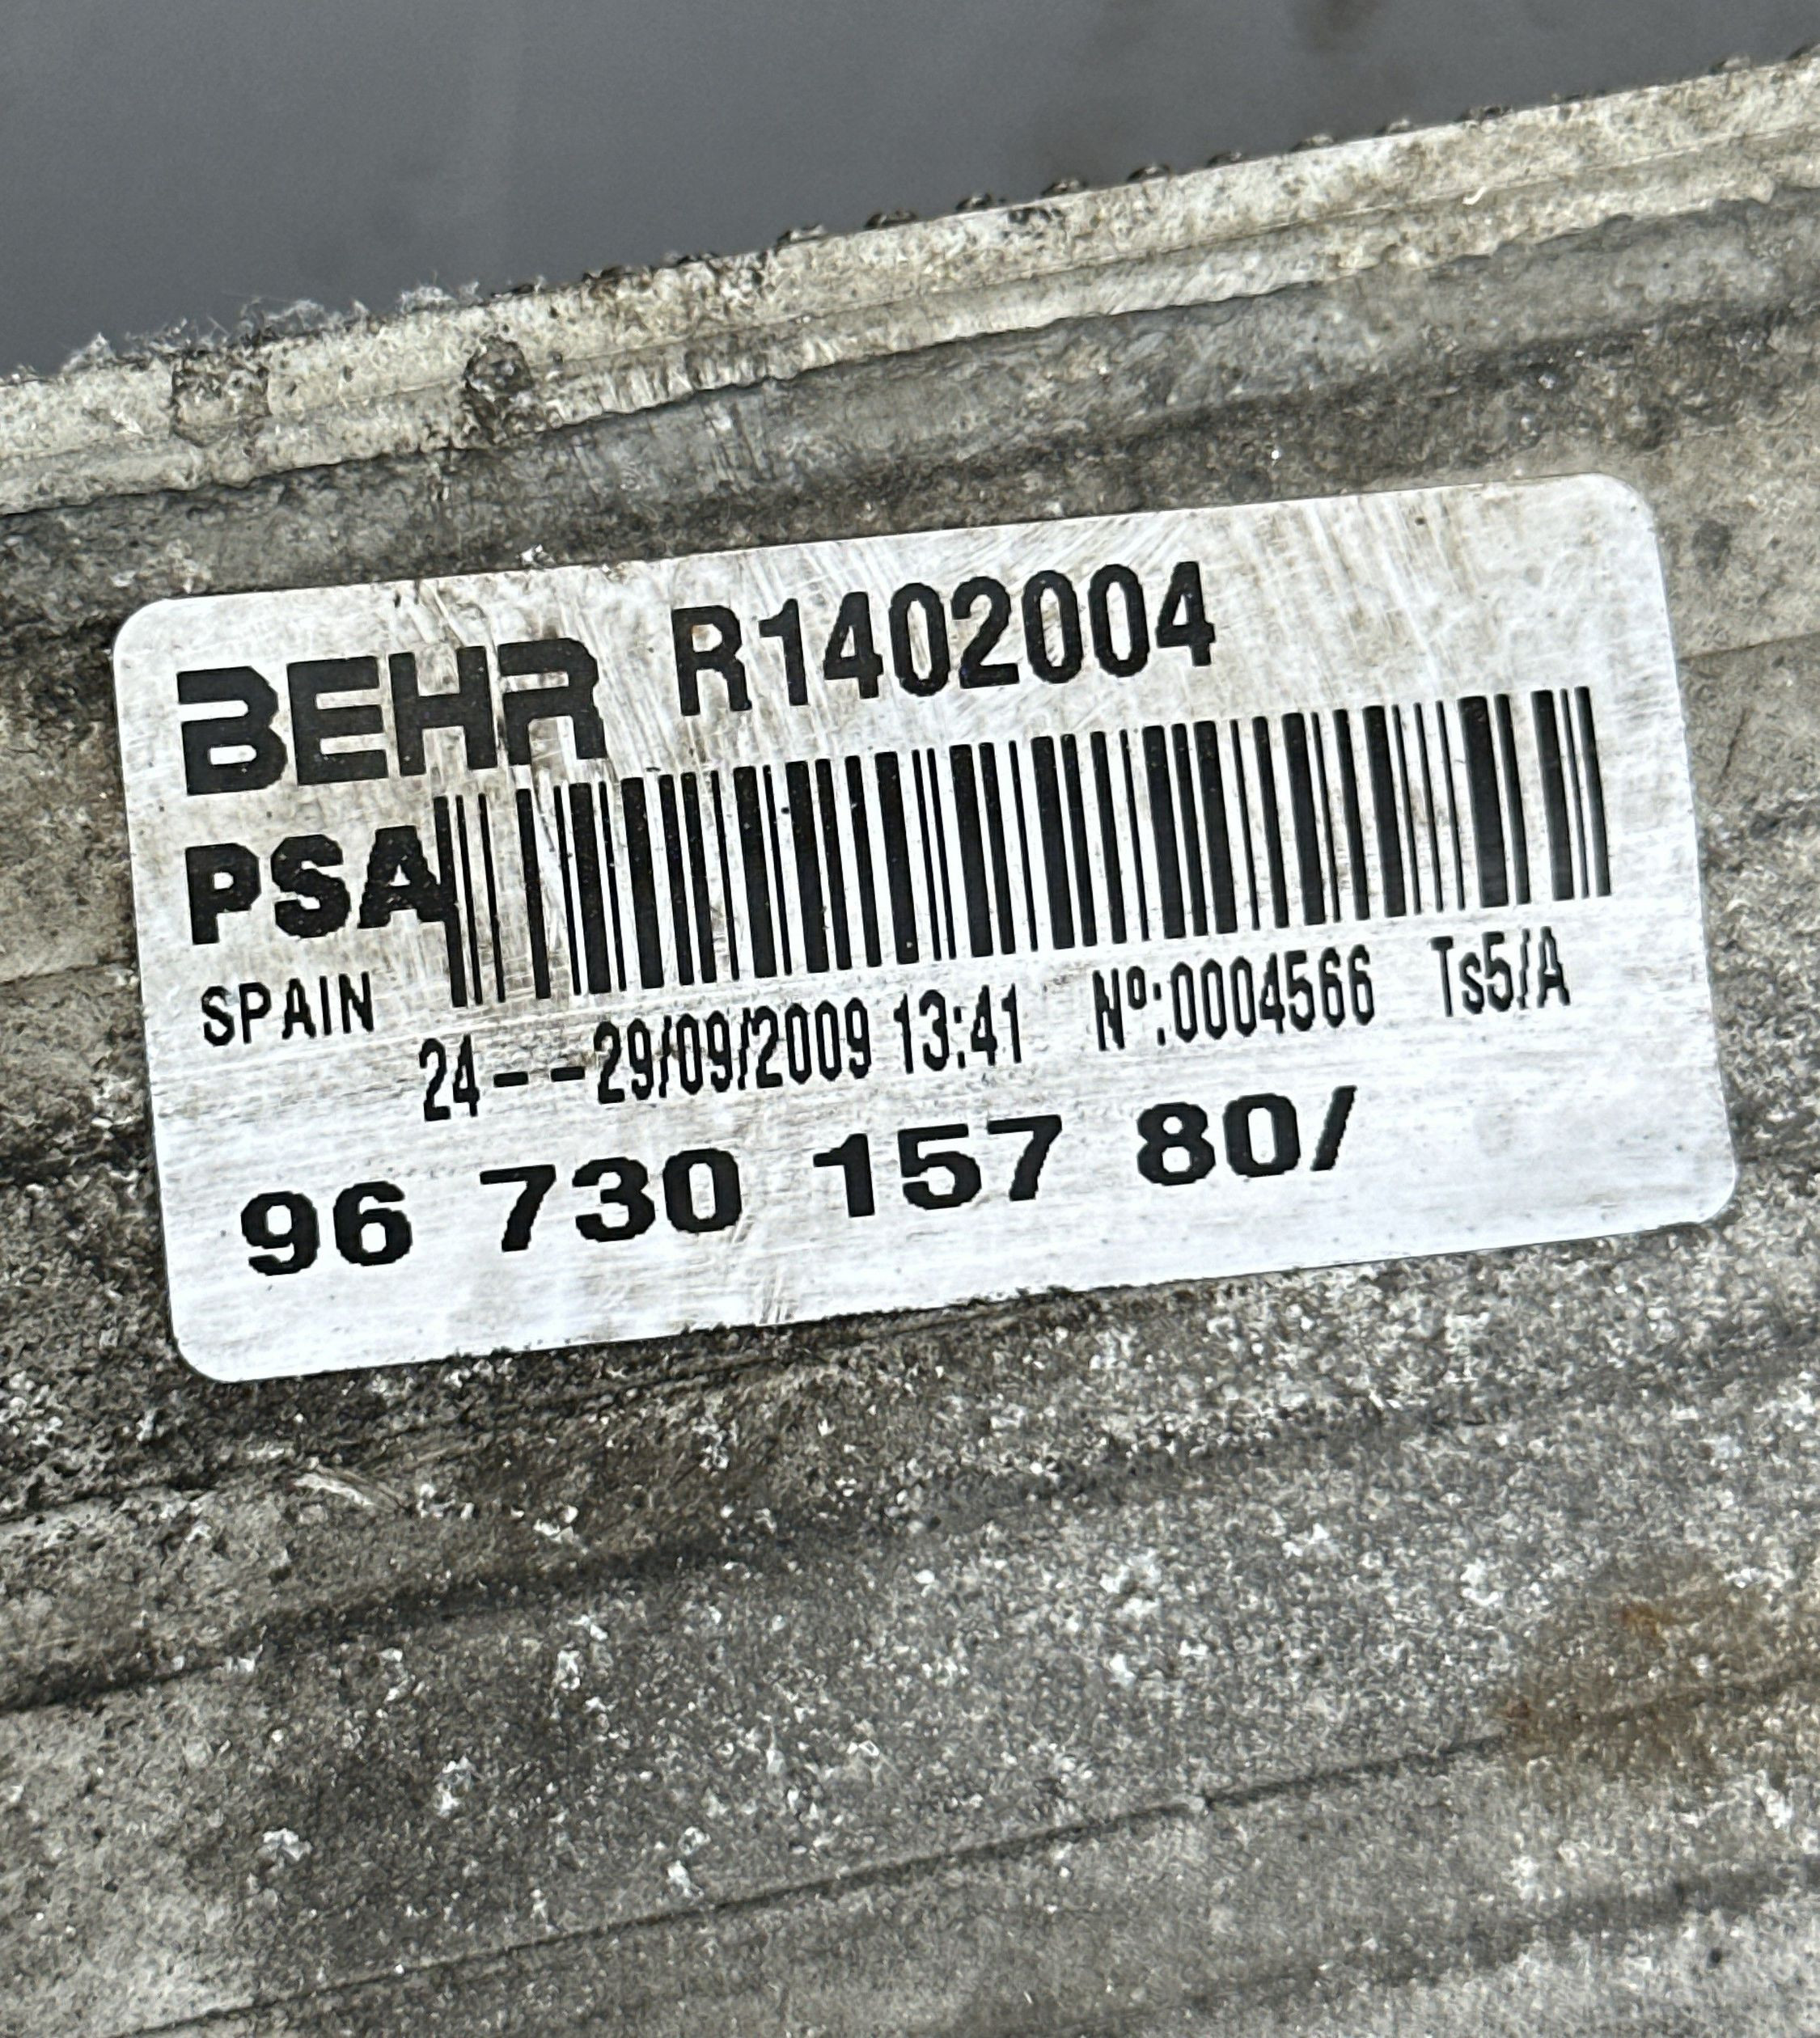 BEHR R1402004
PSA
SPAIN
24--29/09/2009 13:41 Nº:0004566 Ts5/A
96 730 157 80/